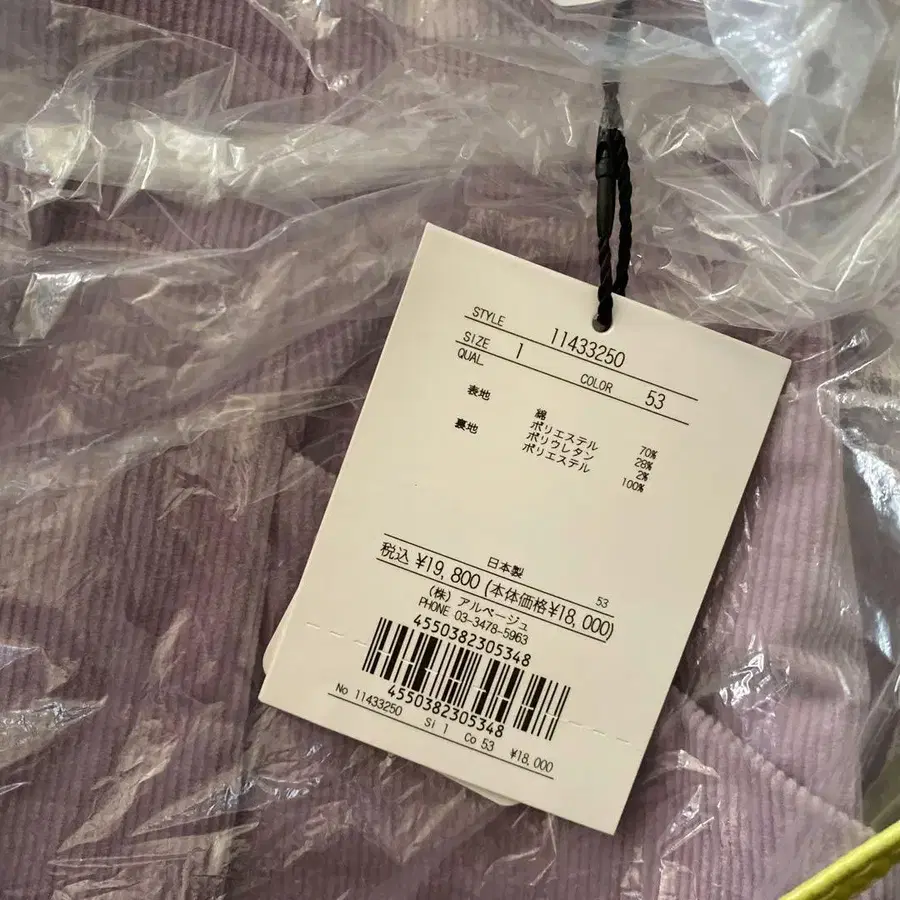 STYLE 11433250
SIZE 1 COLOR 53
QUAL
表地 綿 70%
ポリエステル 28%
ポリウレタン 2%
裏地 ポリエステル 100%
日本製
53
税込 ¥19,800 (本体価格¥18,000)
(株) アルページュ
PHONE 03-3478-5963
4550382305348
4550382305348
No 11433250 Si 1 Co 53 ¥18,000